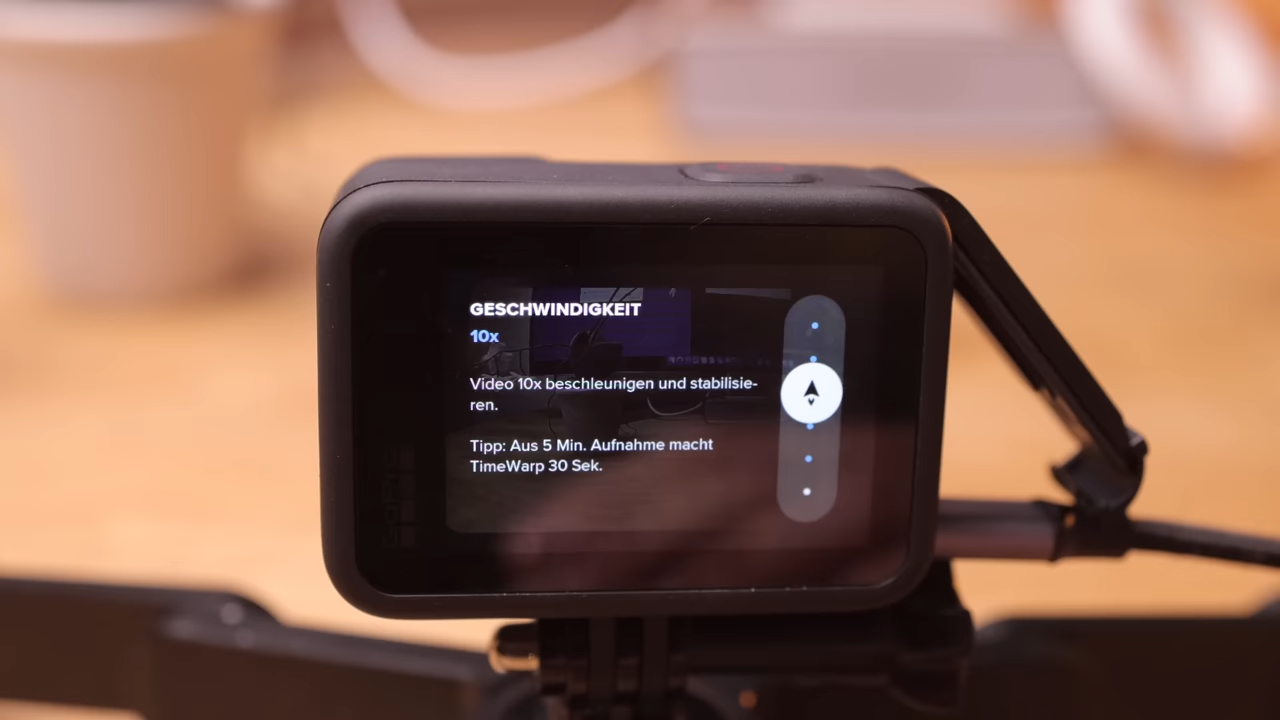 GESCHWINDIGKEIT
10x
Video 10x beschleunigen und stabilisie-
ren.
Tipp: Aus 5 Min. Aufnahme macht
TimeWarp 30 Sek.